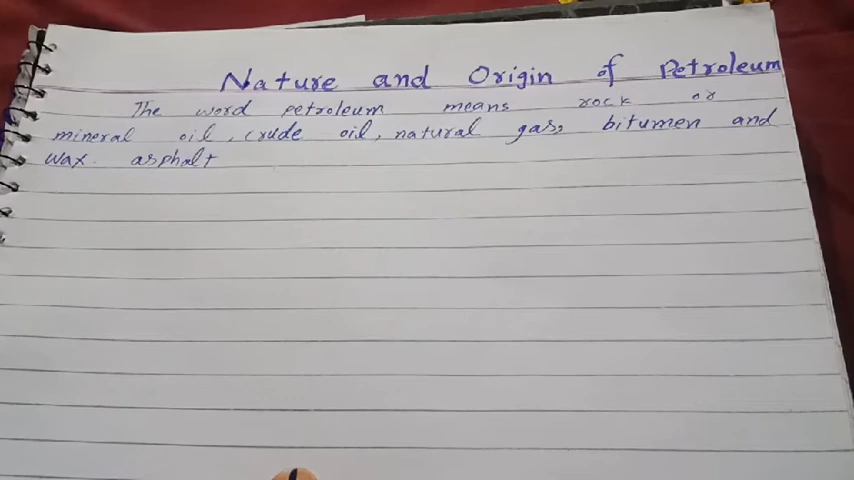 Nature and Origin of Petroleum
The word petroleum means rock or
mineral oil, crude oil, natural gas, bitumen and
wax. asphalt